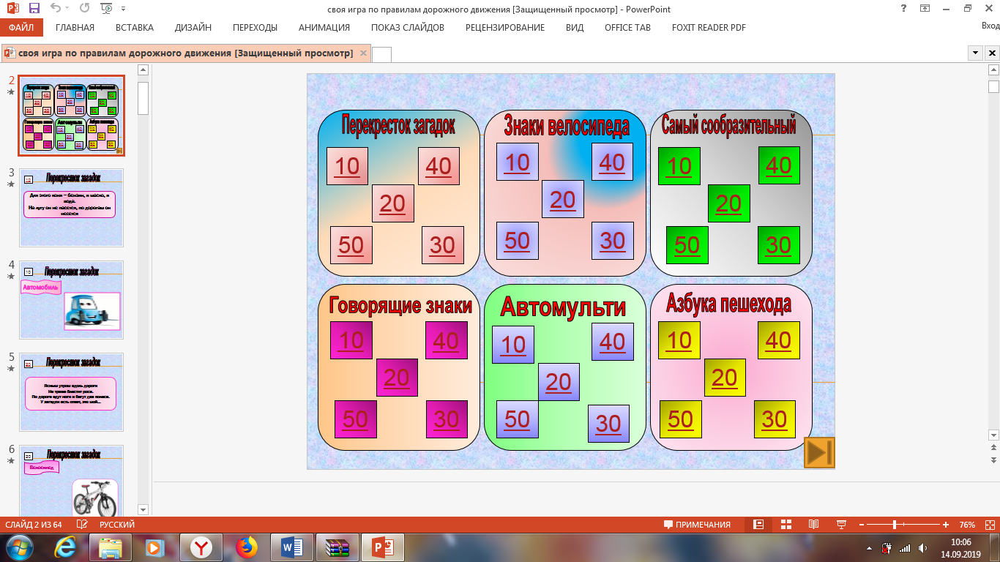 своя игра по правилам дорожного движения [Защищенный просмотр] - PowerPoint
ФАЙЛ ГЛАВНАЯ ВСТАВКА ДИЗАЙН ПЕРЕХОДЫ АНИМАЦИЯ ПОКАЗ СЛАЙДОВ РЕЦЕНЗИРОВАНИЕ ВИД OFFICE TAB FOXIT READER PDF Вход
своя игра по правилам дорожного движения [Защищенный просмотр]
2
3
Перекресток загадок
10
Для этого коня – бензин, и масло, и
вода.
На лугу он не пасется, по дорогам он
несется
4
Перекресток загадок
10
Автомобиль
5
Перекресток загадок
20
Ясным утром вдоль дороги
На траве блестит роса.
По дороге едут ноги и бегут два колеса.
У загадки есть ответ, это мой...
6
Перекресток загадок
20
Велосипед
Перекресток загадок
10 40
20
50 30
Знаки велосипеда
10 40
20
50 30
Самый сообразительный
10 40
20
50 30
Говорящие знаки
10 40
20
50 30
Автомульти
10 40
20
50 30
Азбука пешехода
10 40
20
50 30
СЛАЙД 2 ИЗ 64 РУССКИЙ ПРИМЕЧАНИЯ 76%
10:06
14.09.2019